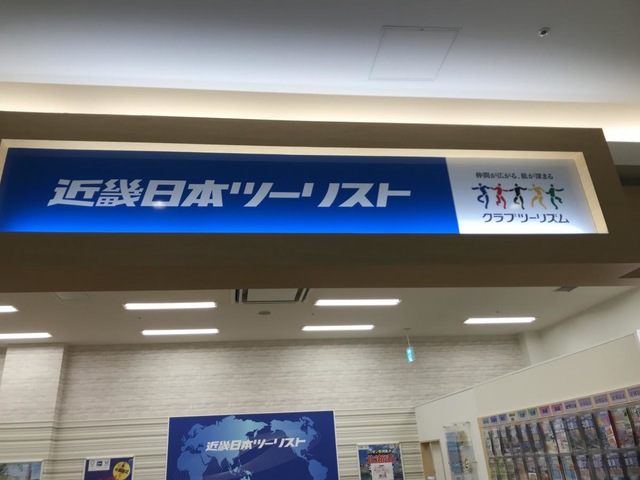 近畿日本ツーリスト
仲間が広がる、旅が深まる
クラブツーリズム
近畿日本ツーリスト